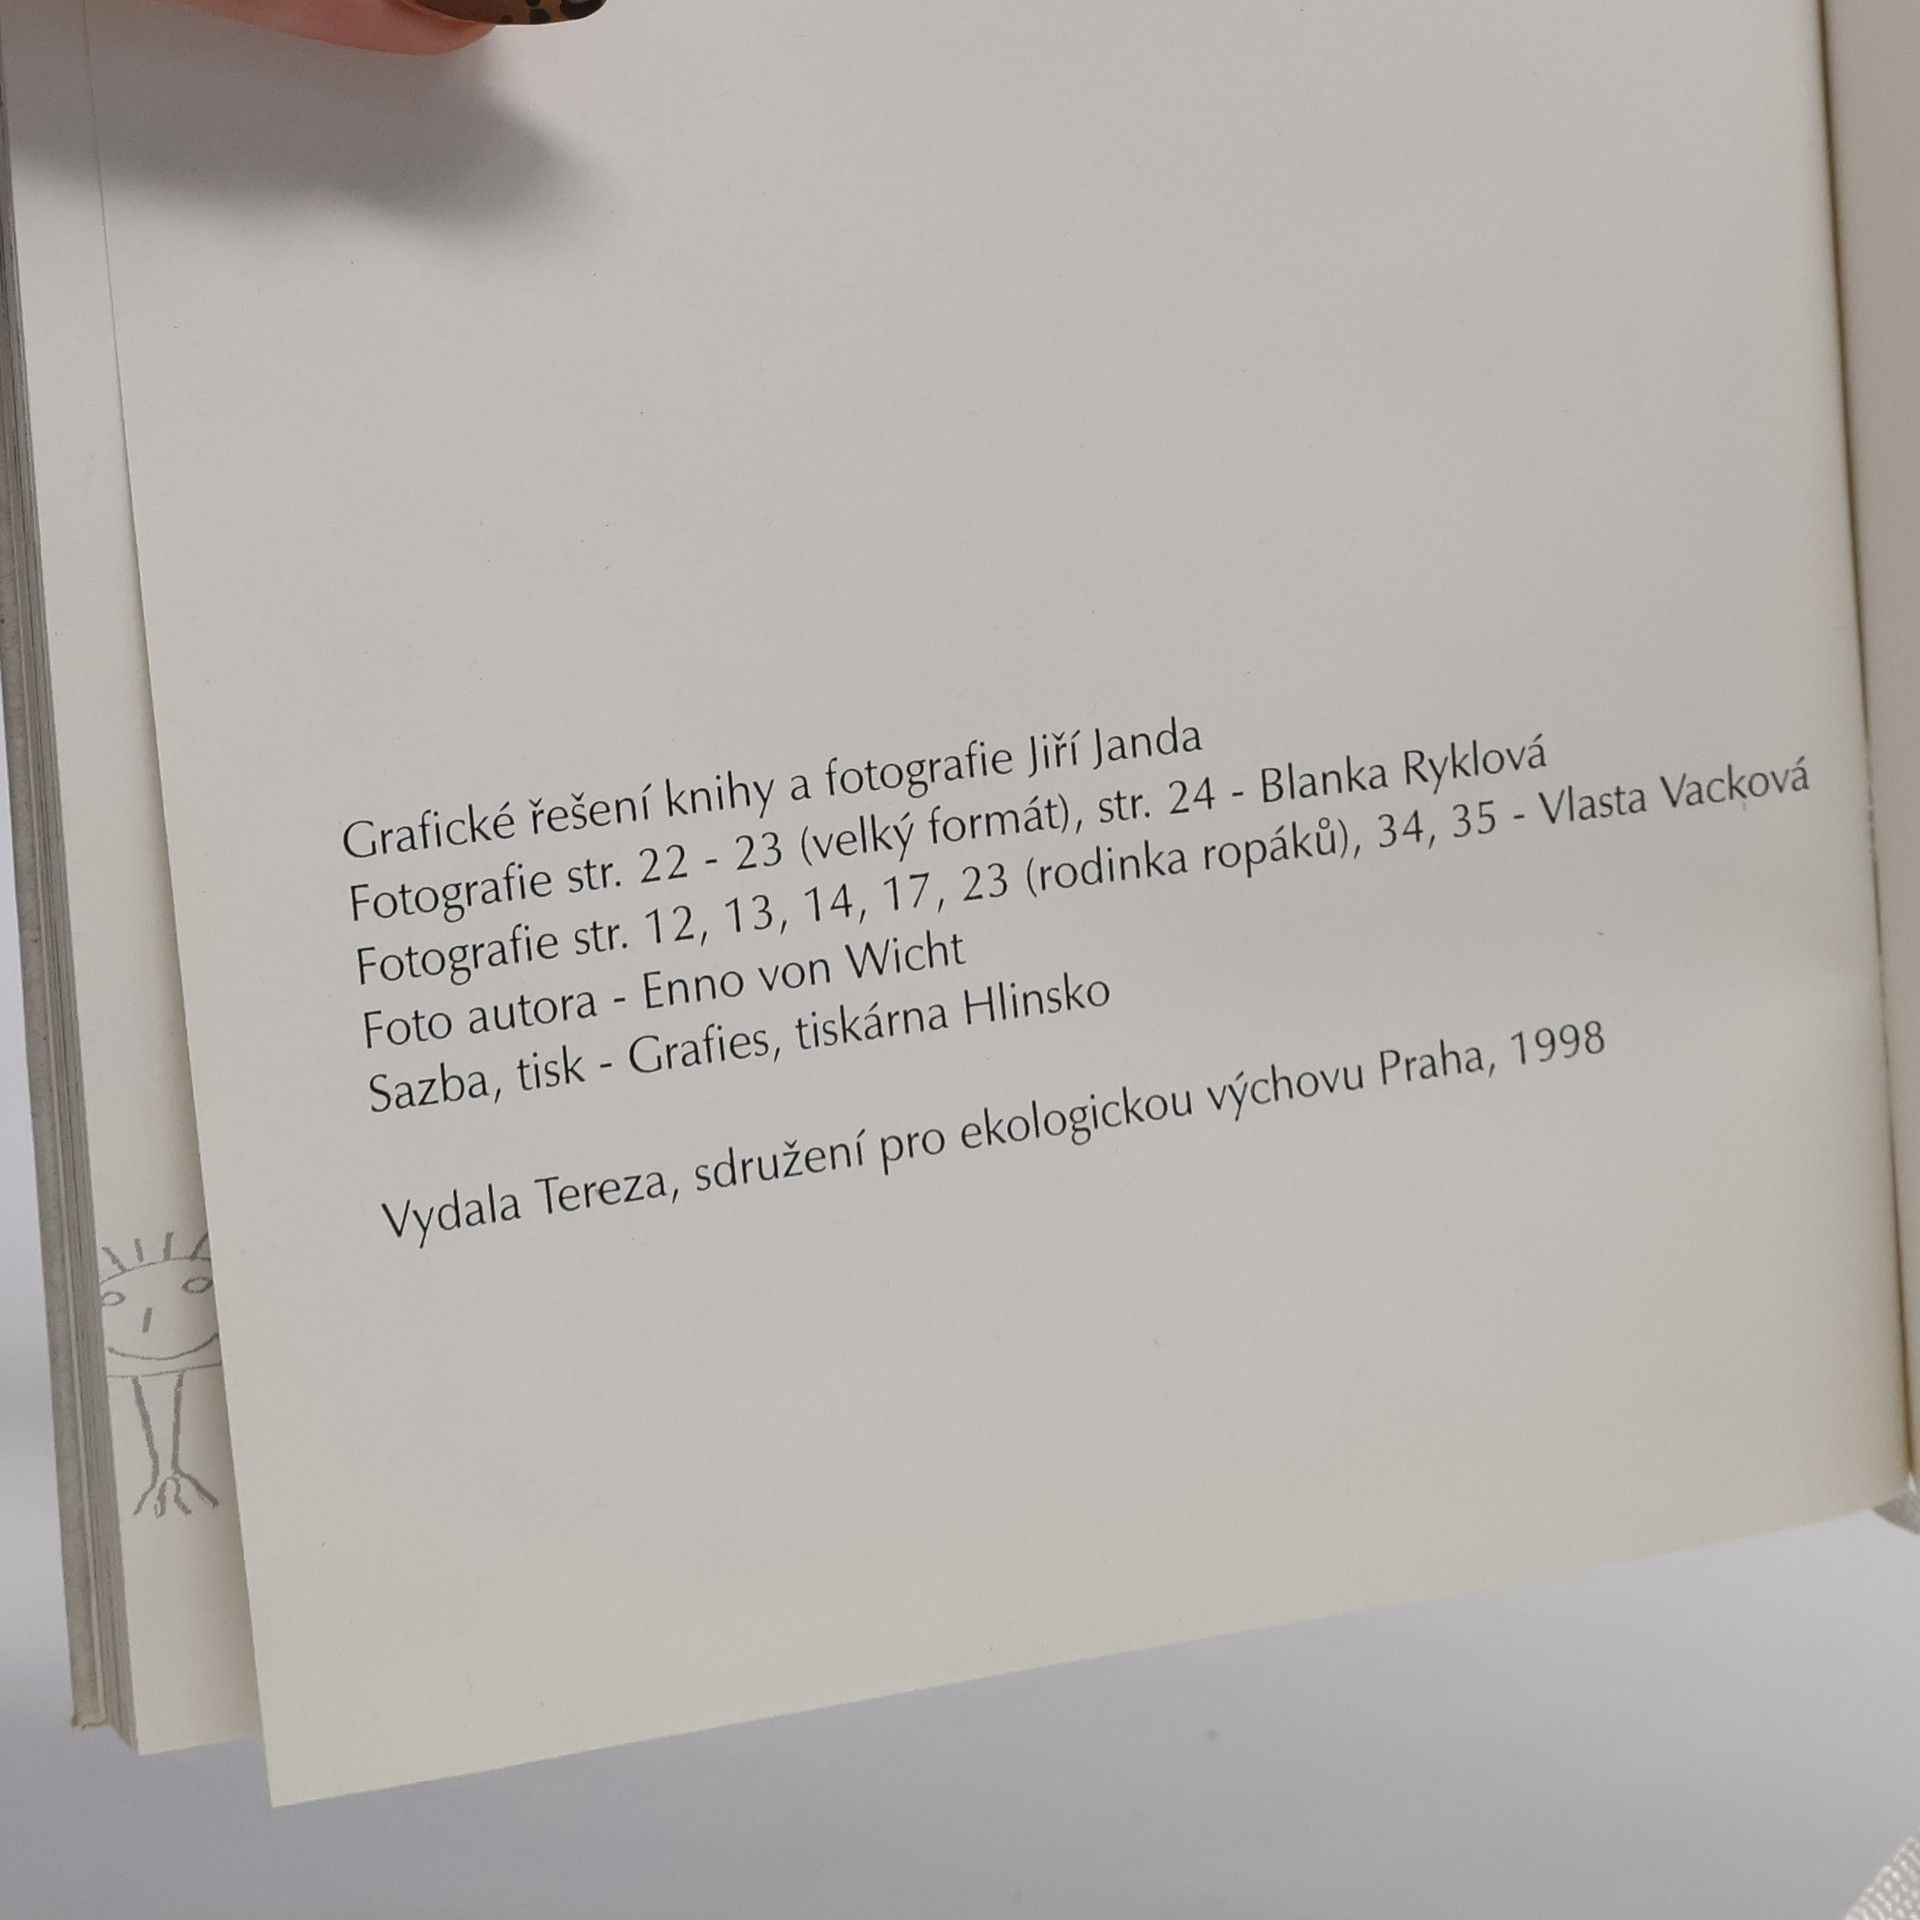 Grafické řešení knihy a fotografie Jiří Janda
Fotografie str. 22 - 23 (velký formát), str. 24 - Blanka Ryklová
Fotografie str. 12, 13, 14, 17, 23 (rodinka ropáků), 34, 35 - Vlasta Vacková
Foto autora - Enno von Wicht
Sazba, tisk - Grafies, tiskárna Hlinsko
Vydala Tereza, sdružení pro ekologickou výchovu Praha, 1998